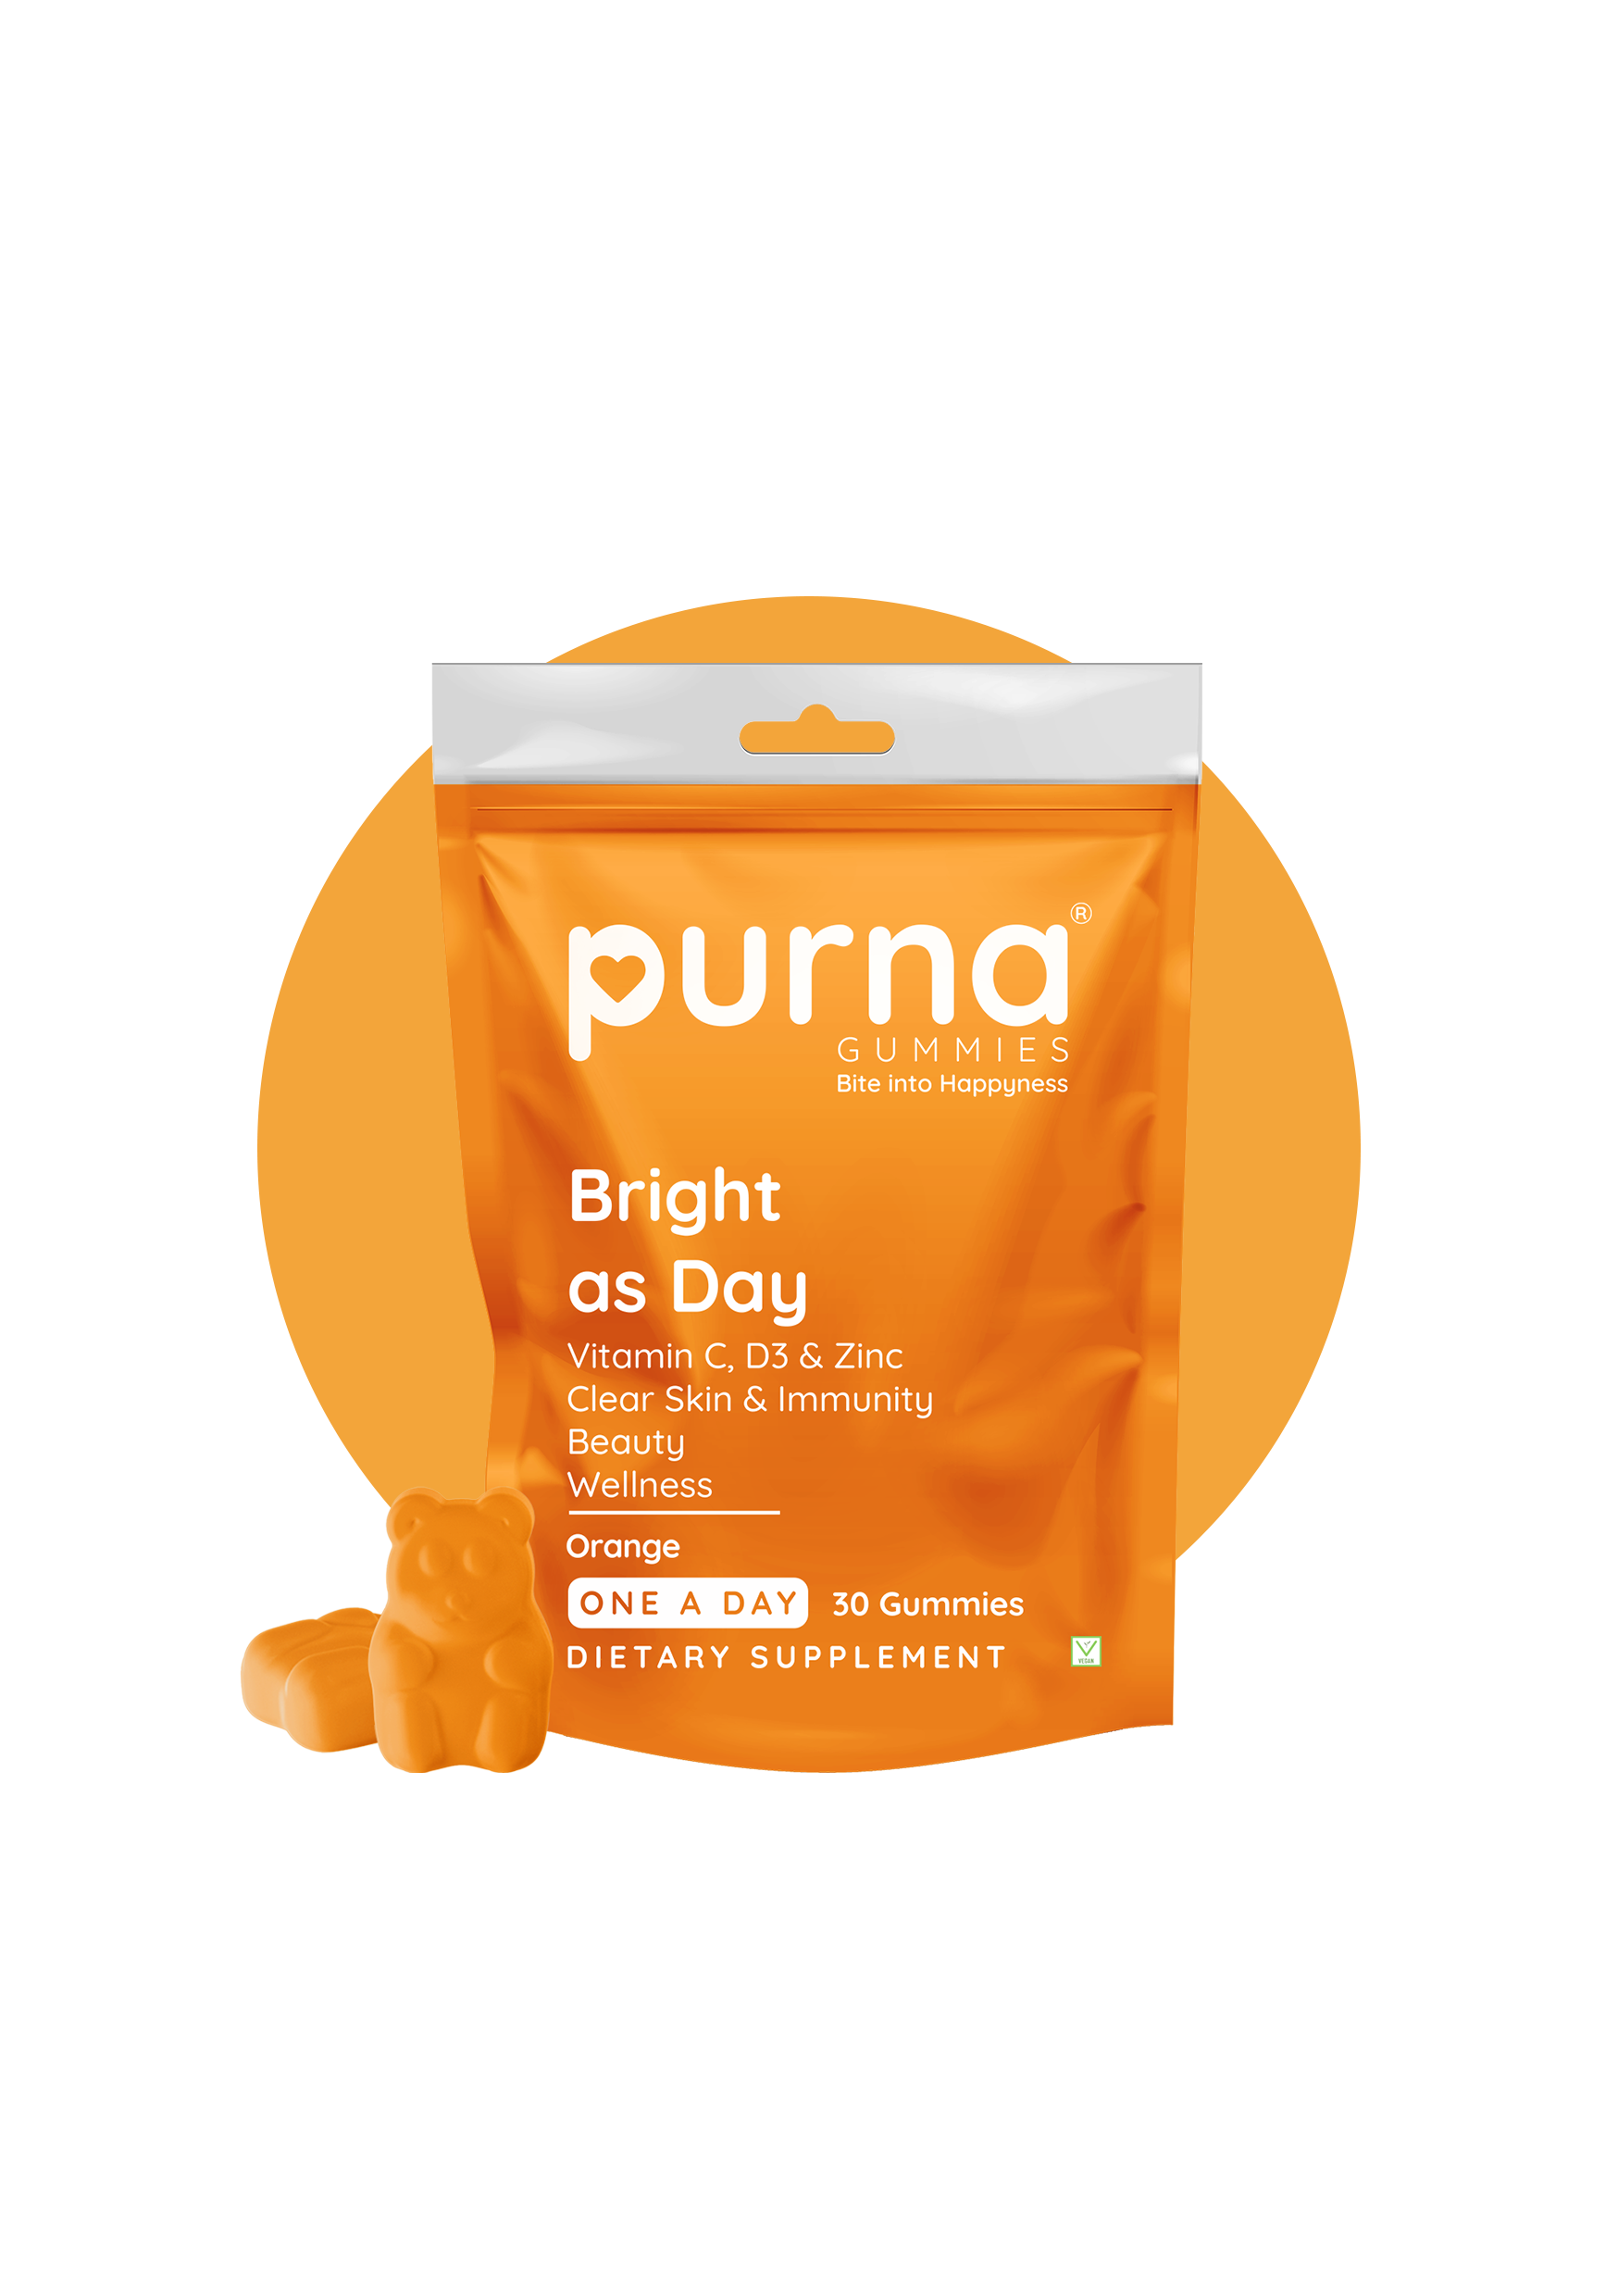 purna®
GUMMIES
Bite into Happyness
Bright
as Day
Vitamin C, D3 & Zinc
Clear Skin & Immunity
Beauty
Wellness
Orange
ONE A DAY 30 Gummies
DIETARY SUPPLEMENT
VEGAN